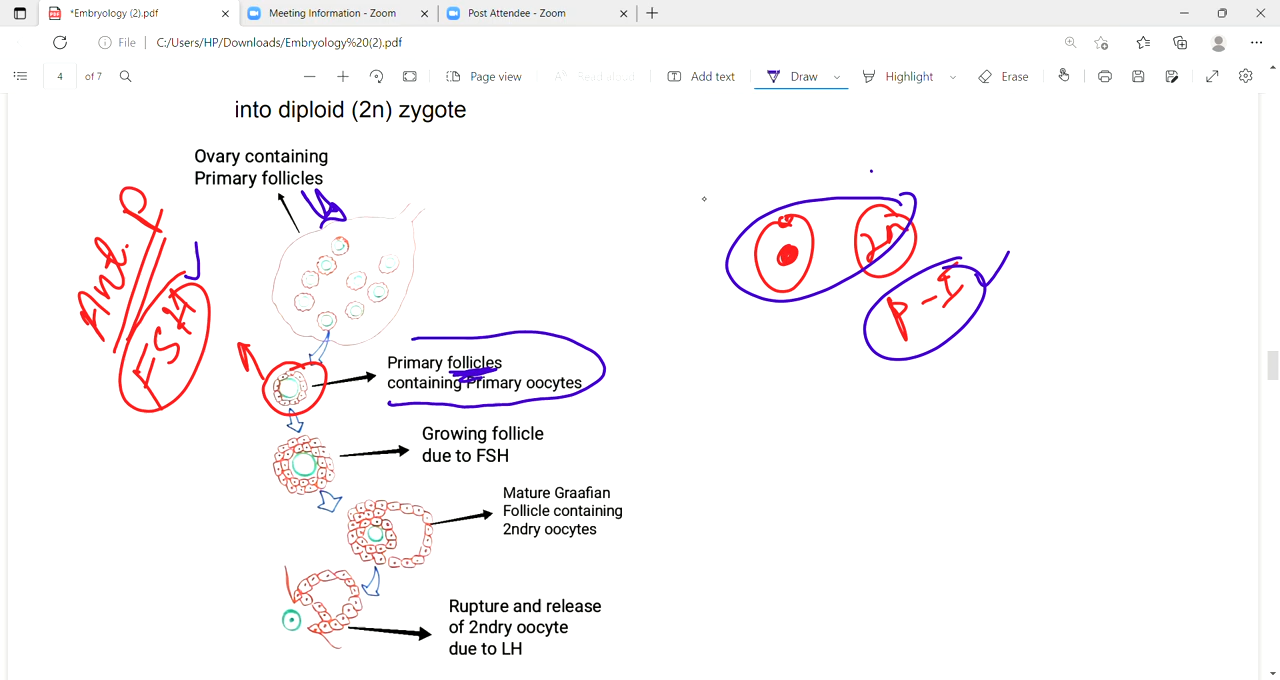 *Embryology (2).pdf
Meeting Information - Zoom
Post Attendee - Zoom
File
C:/Users/HP/Downloads/Embryology%20(2).pdf
4 of 7
Page view
Read aloud
Add text
Draw
Highlight
Erase
into diploid (2n) zygote
Ovary containing
Primary follicles
Ant. P
FSH
2n
P-I
Primary follicles
containing Primary oocytes
Growing follicle
due to FSH
Mature Graafian
Follicle containing
2ndry oocytes
Rupture and release
of 2ndry oocyte
due to LH